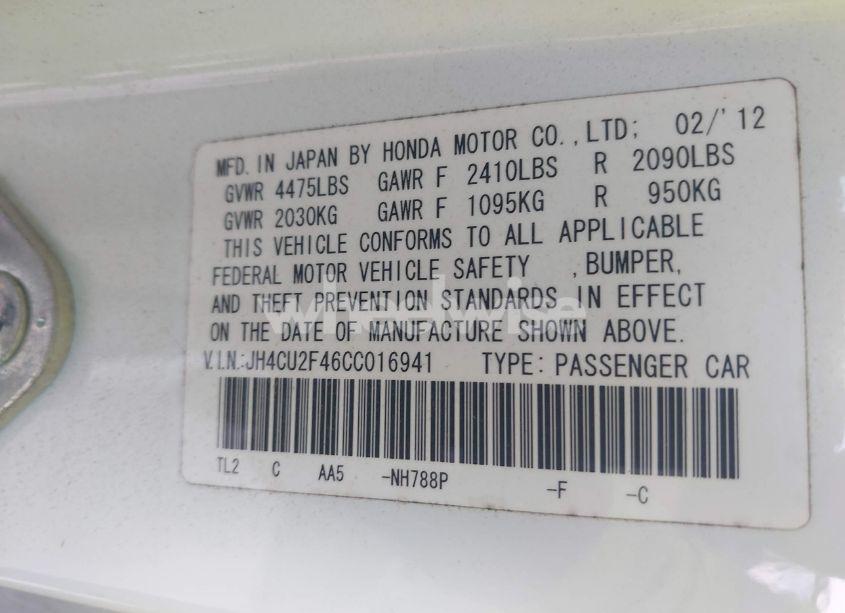 MFD. IN JAPAN BY HONDA MOTOR CO.,LTD; 02/'12
GVWR 4475LBS GAWR F 2410LBS R 2090LBS
GVWR 2030KG GAWR F 1095KG R 950KG
THIS VEHICLE CONFORMS TO ALL APPLICABLE
FEDERAL MOTOR VEHICLE SAFETY ,BUMPER,
AND THEFT PREVENTION STANDARDS IN EFFECT
wheelwise
ON THE DATE OF MANUFACTURE SHOWN ABOVE.
V.I.N.:JH4CU2F46CC016941 TYPE: PASSENGER CAR
TL2 C AA5 -NH788P -F -C